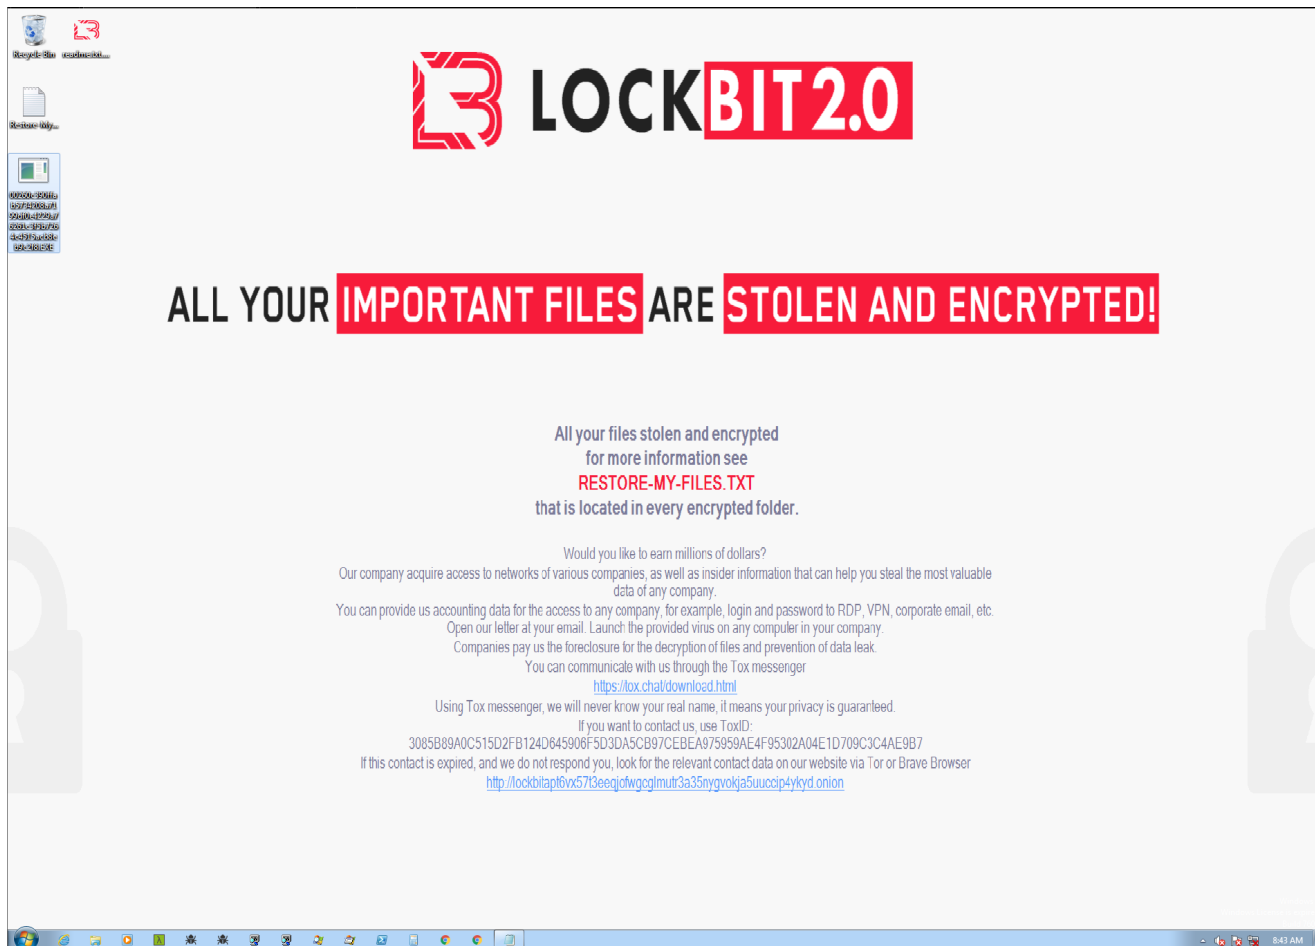 Recycle Bin
readme.txt....
LOCKBIT 2.0
Restore-My...
ALL YOUR IMPORTANT FILES ARE STOLEN AND ENCRYPTED!
All your files stolen and encrypted
for more information see
RESTORE-MY-FILES.TXT
that is located in every encrypted folder.
Would you like to earn millions of dollars?
Our company acquire access to networks of various companies, as well as insider information that can help you steal the most valuable
data of any company.
You can provide us accounting data for the access to any company, for example, login and password to RDP, VPN, corporate email, etc.
Open our letter at your email. Launch the provided virus on any computer in your company.
Companies pay us the foreclosure for the decryption of files and prevention of data leak.
You can communicate with us through the Tox messenger
https://tox.chat/download.html
Using Tox messenger, we will never know your real name, it means your privacy is guaranteed.
If you want to contact us, use ToxID:
3085B89A0C515D2FB124D645906F5D3DA5CB97CEBEA975959AE4F95302A04E1D709C3C4AE9B7
If this contact is expired, and we do not respond you, look for the relevant contact data on our website via Tor or Brave Browser
http://lockbitapt6vx57t3eeqjofwgcglmutr3a35nygvokja5uuccip4ykyd.onion
8:43 AM